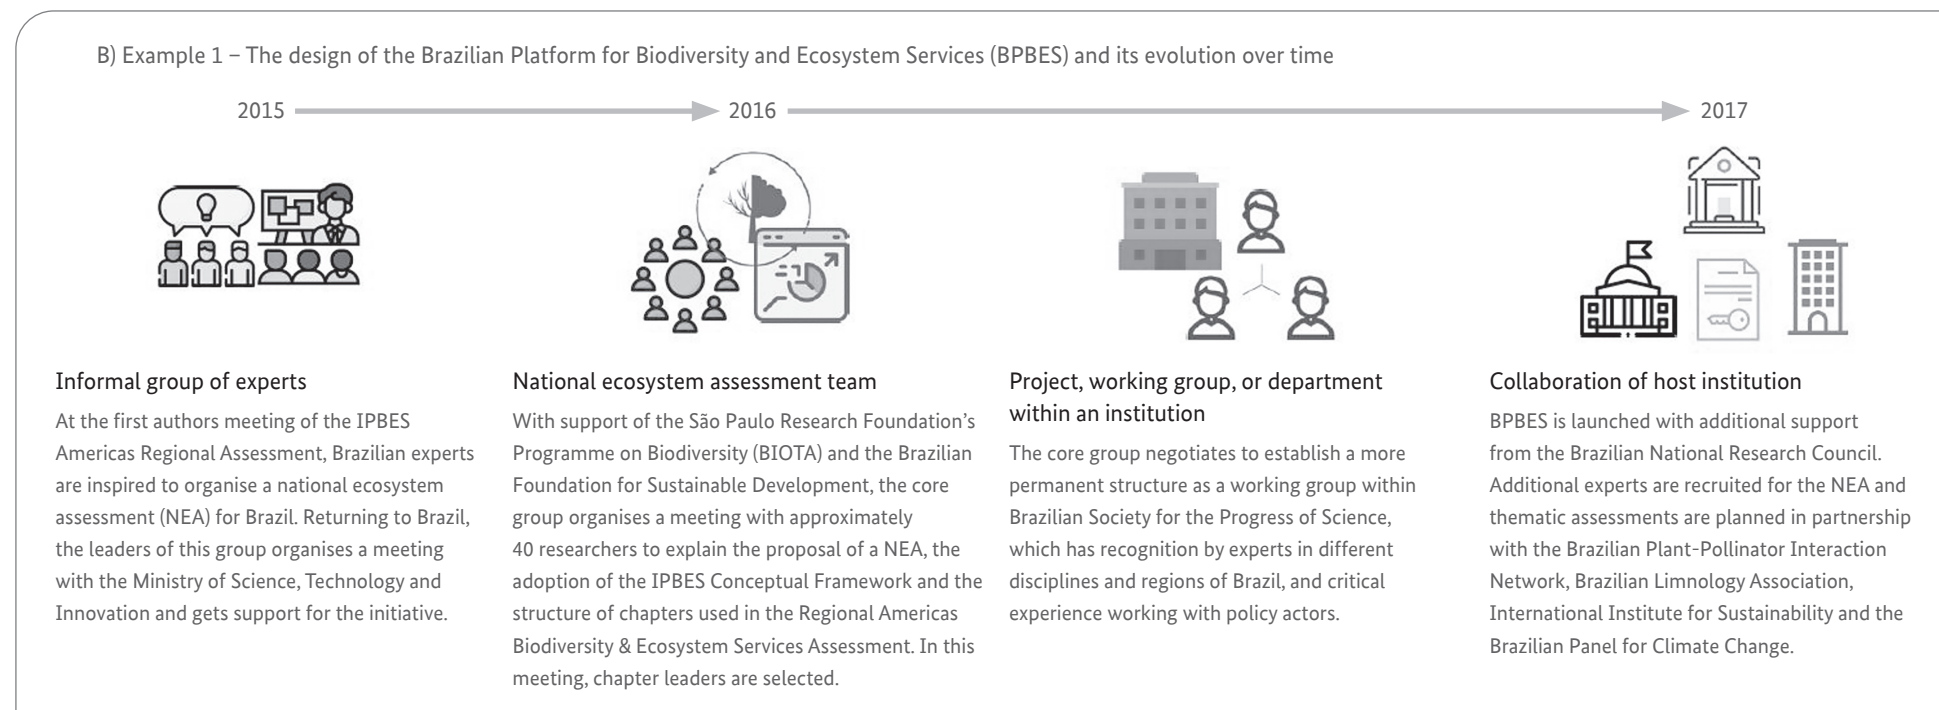 B) Example 1 – The design of the Brazilian Platform for Biodiversity and Ecosystem Services (BPBES) and its evolution over time
2015
2016
2017
Informal group of experts
At the first authors meeting of the IPBES
Americas Regional Assessment, Brazilian experts
are inspired to organise a national ecosystem
assessment (NEA) for Brazil. Returning to Brazil,
the leaders of this group organises a meeting
with the Ministry of Science, Technology and
Innovation and gets support for the initiative.
National ecosystem assessment team
With support of the São Paulo Research Foundation’s
Programme on Biodiversity (BIOTA) and the Brazilian
Foundation for Sustainable Development, the core
group organises a meeting with approximately
40 researchers to explain the proposal of a NEA, the
adoption of the IPBES Conceptual Framework and the
structure of chapters used in the Regional Americas
Biodiversity & Ecosystem Services Assessment. In this
meeting, chapter leaders are selected.
Project, working group, or department
within an institution
The core group negotiates to establish a more
permanent structure as a working group within
Brazilian Society for the Progress of Science,
which has recognition by experts in different
disciplines and regions of Brazil, and critical
experience working with policy actors.
Collaboration of host institution
BPBES is launched with additional support
from the Brazilian National Research Council.
Additional experts are recruited for the NEA and
thematic assessments are planned in partnership
with the Brazilian Plant-Pollinator Interaction
Network, Brazilian Limnology Association,
International Institute for Sustainability and the
Brazilian Panel for Climate Change.